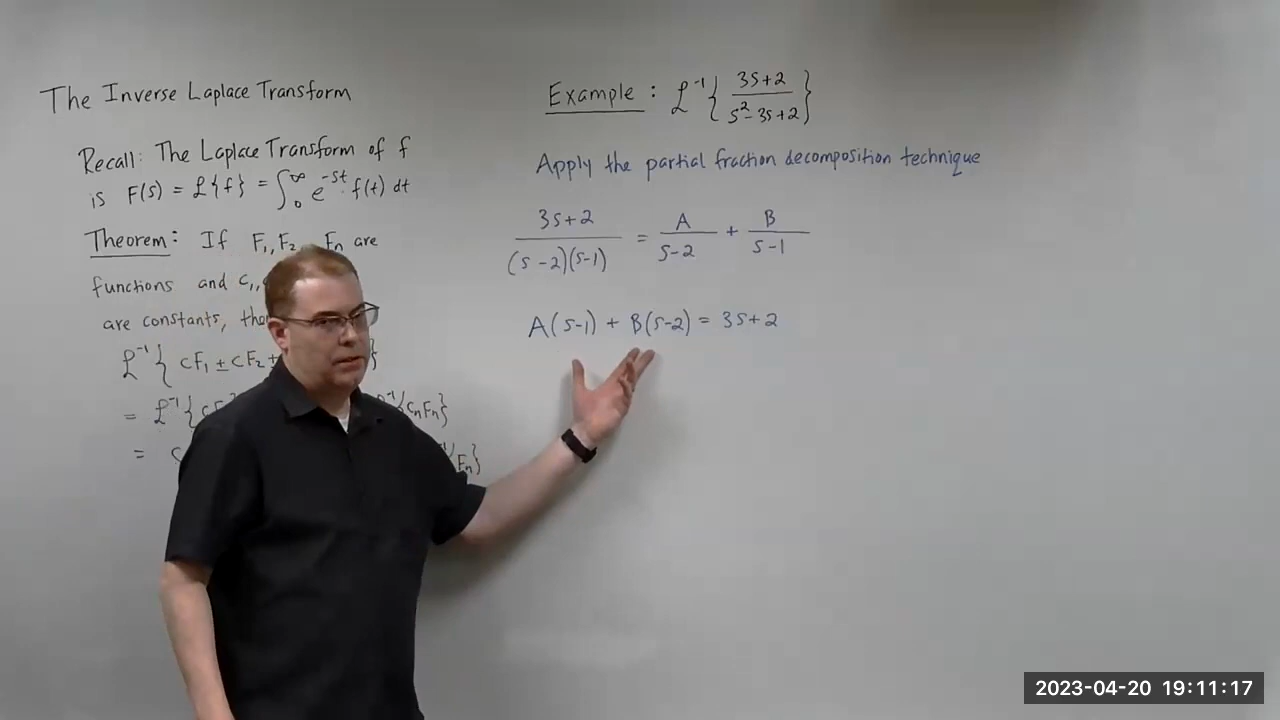 The Inverse Laplace Transform
Recall: The Laplace Transform of f
is F(s) = ℒ{f} = ∫₀^∞ e^{-st} f(t) dt
Theorem: If F₁, F₂ Fₙ are
functions and c₁,
are constants, the
ℒ⁻¹{ cF₁ ± cF₂ ± }
= ℒ⁻¹{ ℒ⁻¹{cₙFₙ}
= Fₙ}
Example: ℒ⁻¹{ (3s+2)/(s²-3s+2) }
Apply the partial fraction decomposition technique
(3s+2)/((s-2)(s-1)) = A/(s-2) + B/(s-1)
A(s-1) + B(s-2) = 3s+2
2023-04-20 19:11:17